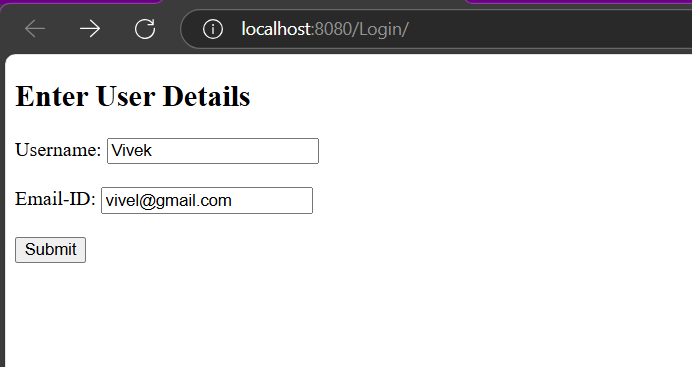 localhost:8080/Login/
Enter User Details
Username: Vivek
Email-ID: vivel@gmail.com
Submit